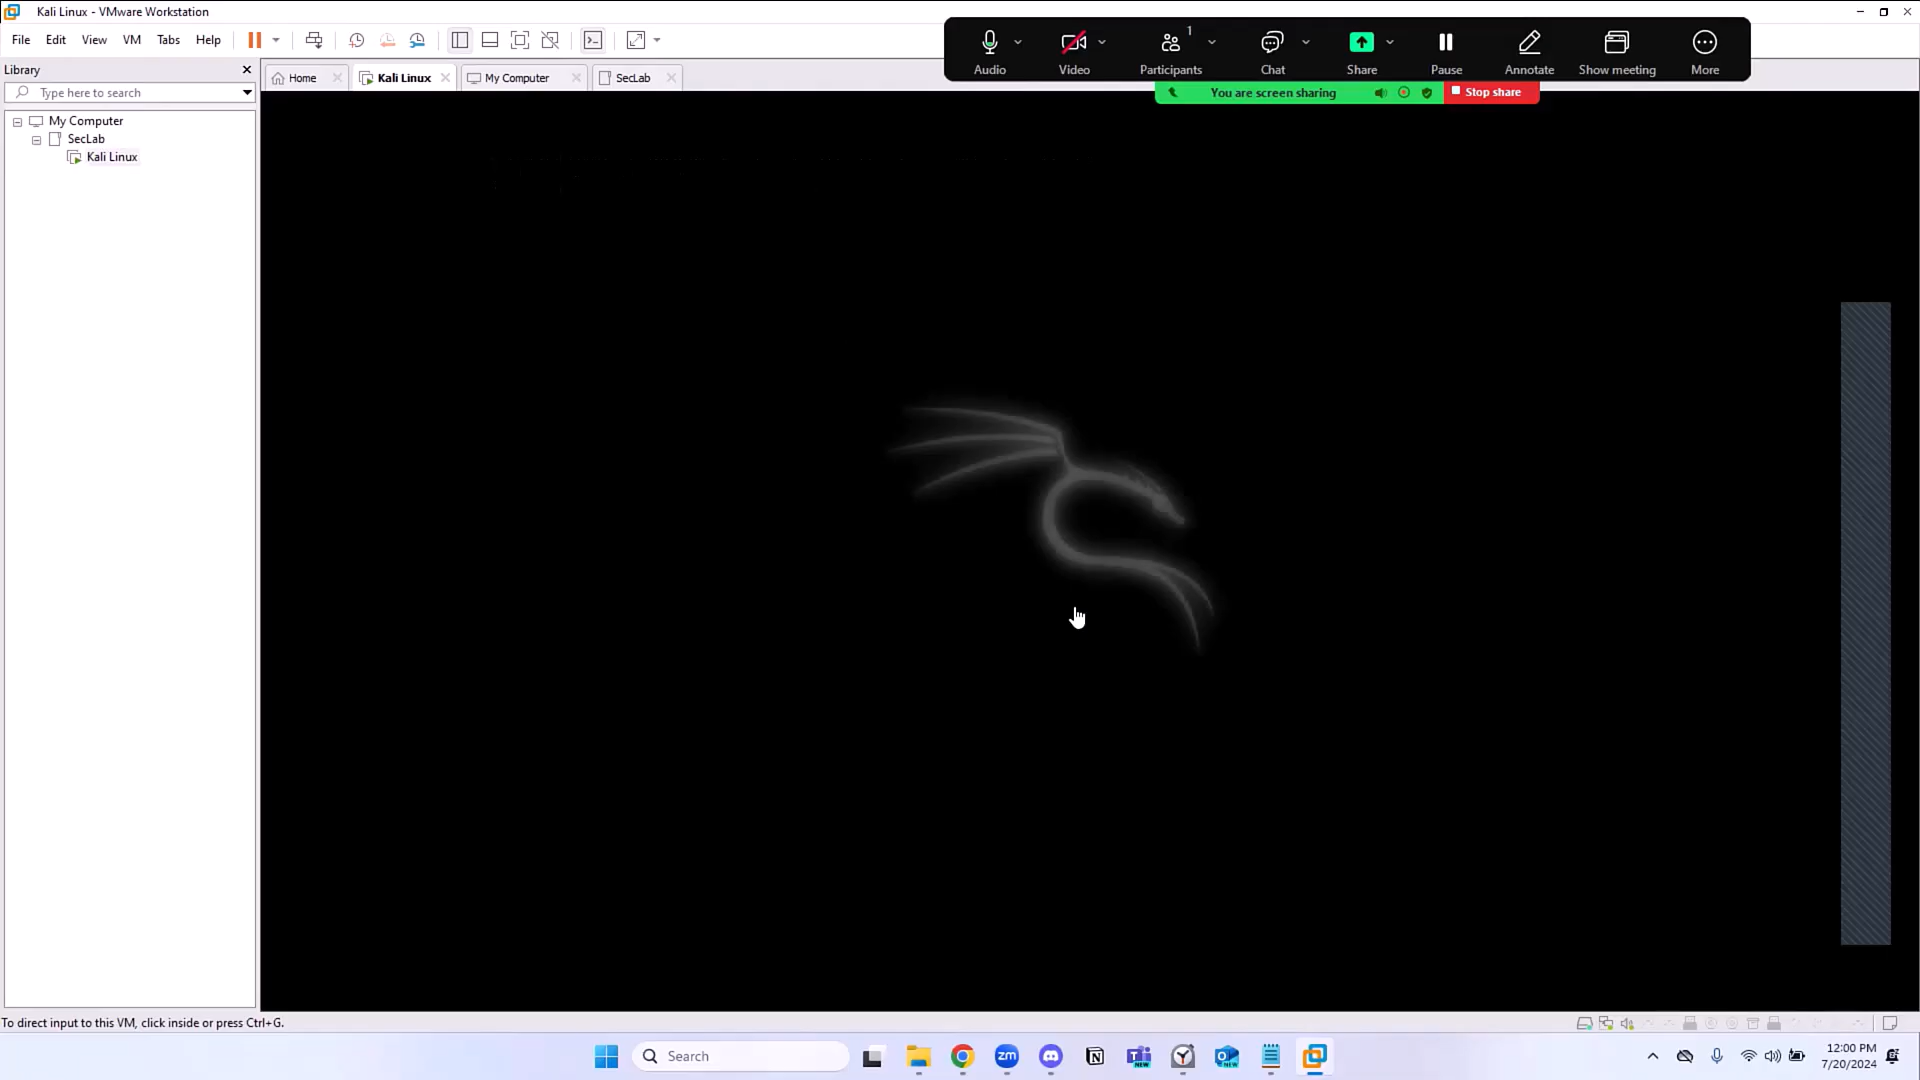 Kali Linux - VMware Workstation
File Edit View VM Tabs Help
Audio Video Participants 1 Chat Share Pause Annotate Show meeting More
You are screen sharing Stop share
Library
Home Kali Linux My Computer SecLab
Type here to search
My Computer
SecLab
Kali Linux
To direct input to this VM, click inside or press Ctrl+G.
Search
zm
NEW
NEW
12:00 PM
7/20/2024